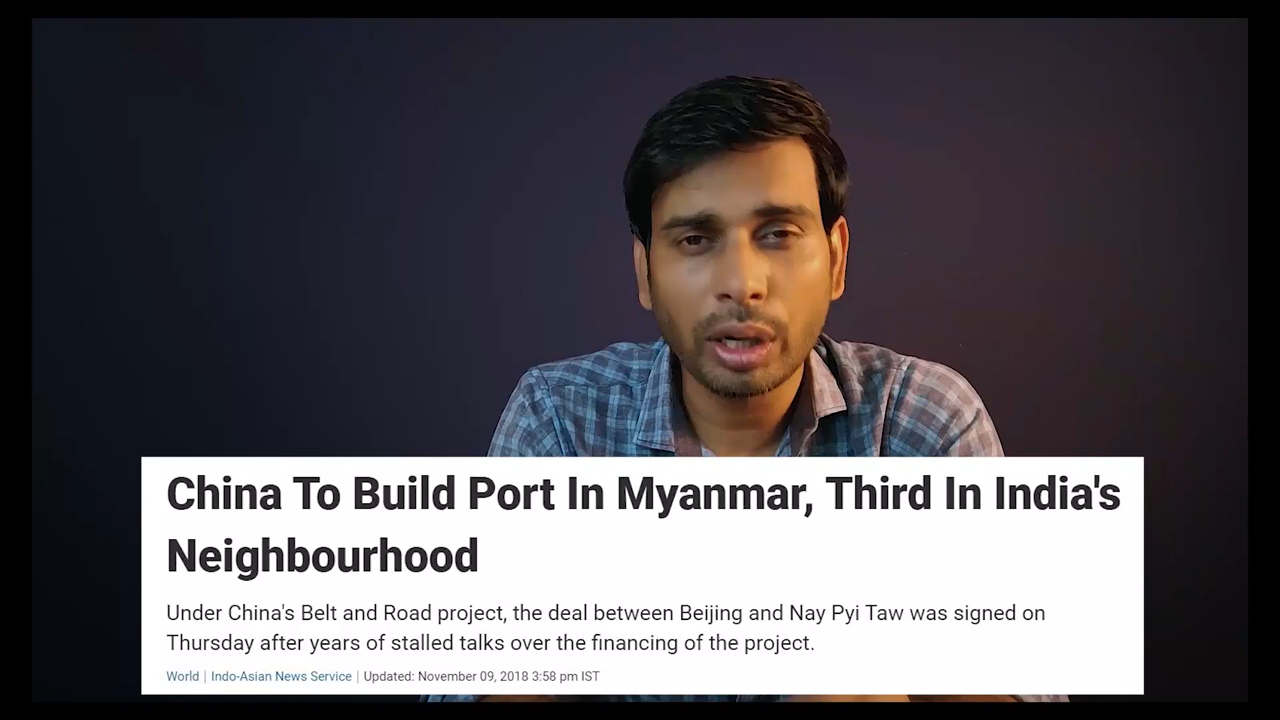 China To Build Port In Myanmar, Third In India's
Neighbourhood
Under China's Belt and Road project, the deal between Beijing and Nay Pyi Taw was signed on
Thursday after years of stalled talks over the financing of the project.
World | Indo-Asian News Service | Updated: November 09, 2018 3:58 pm IST